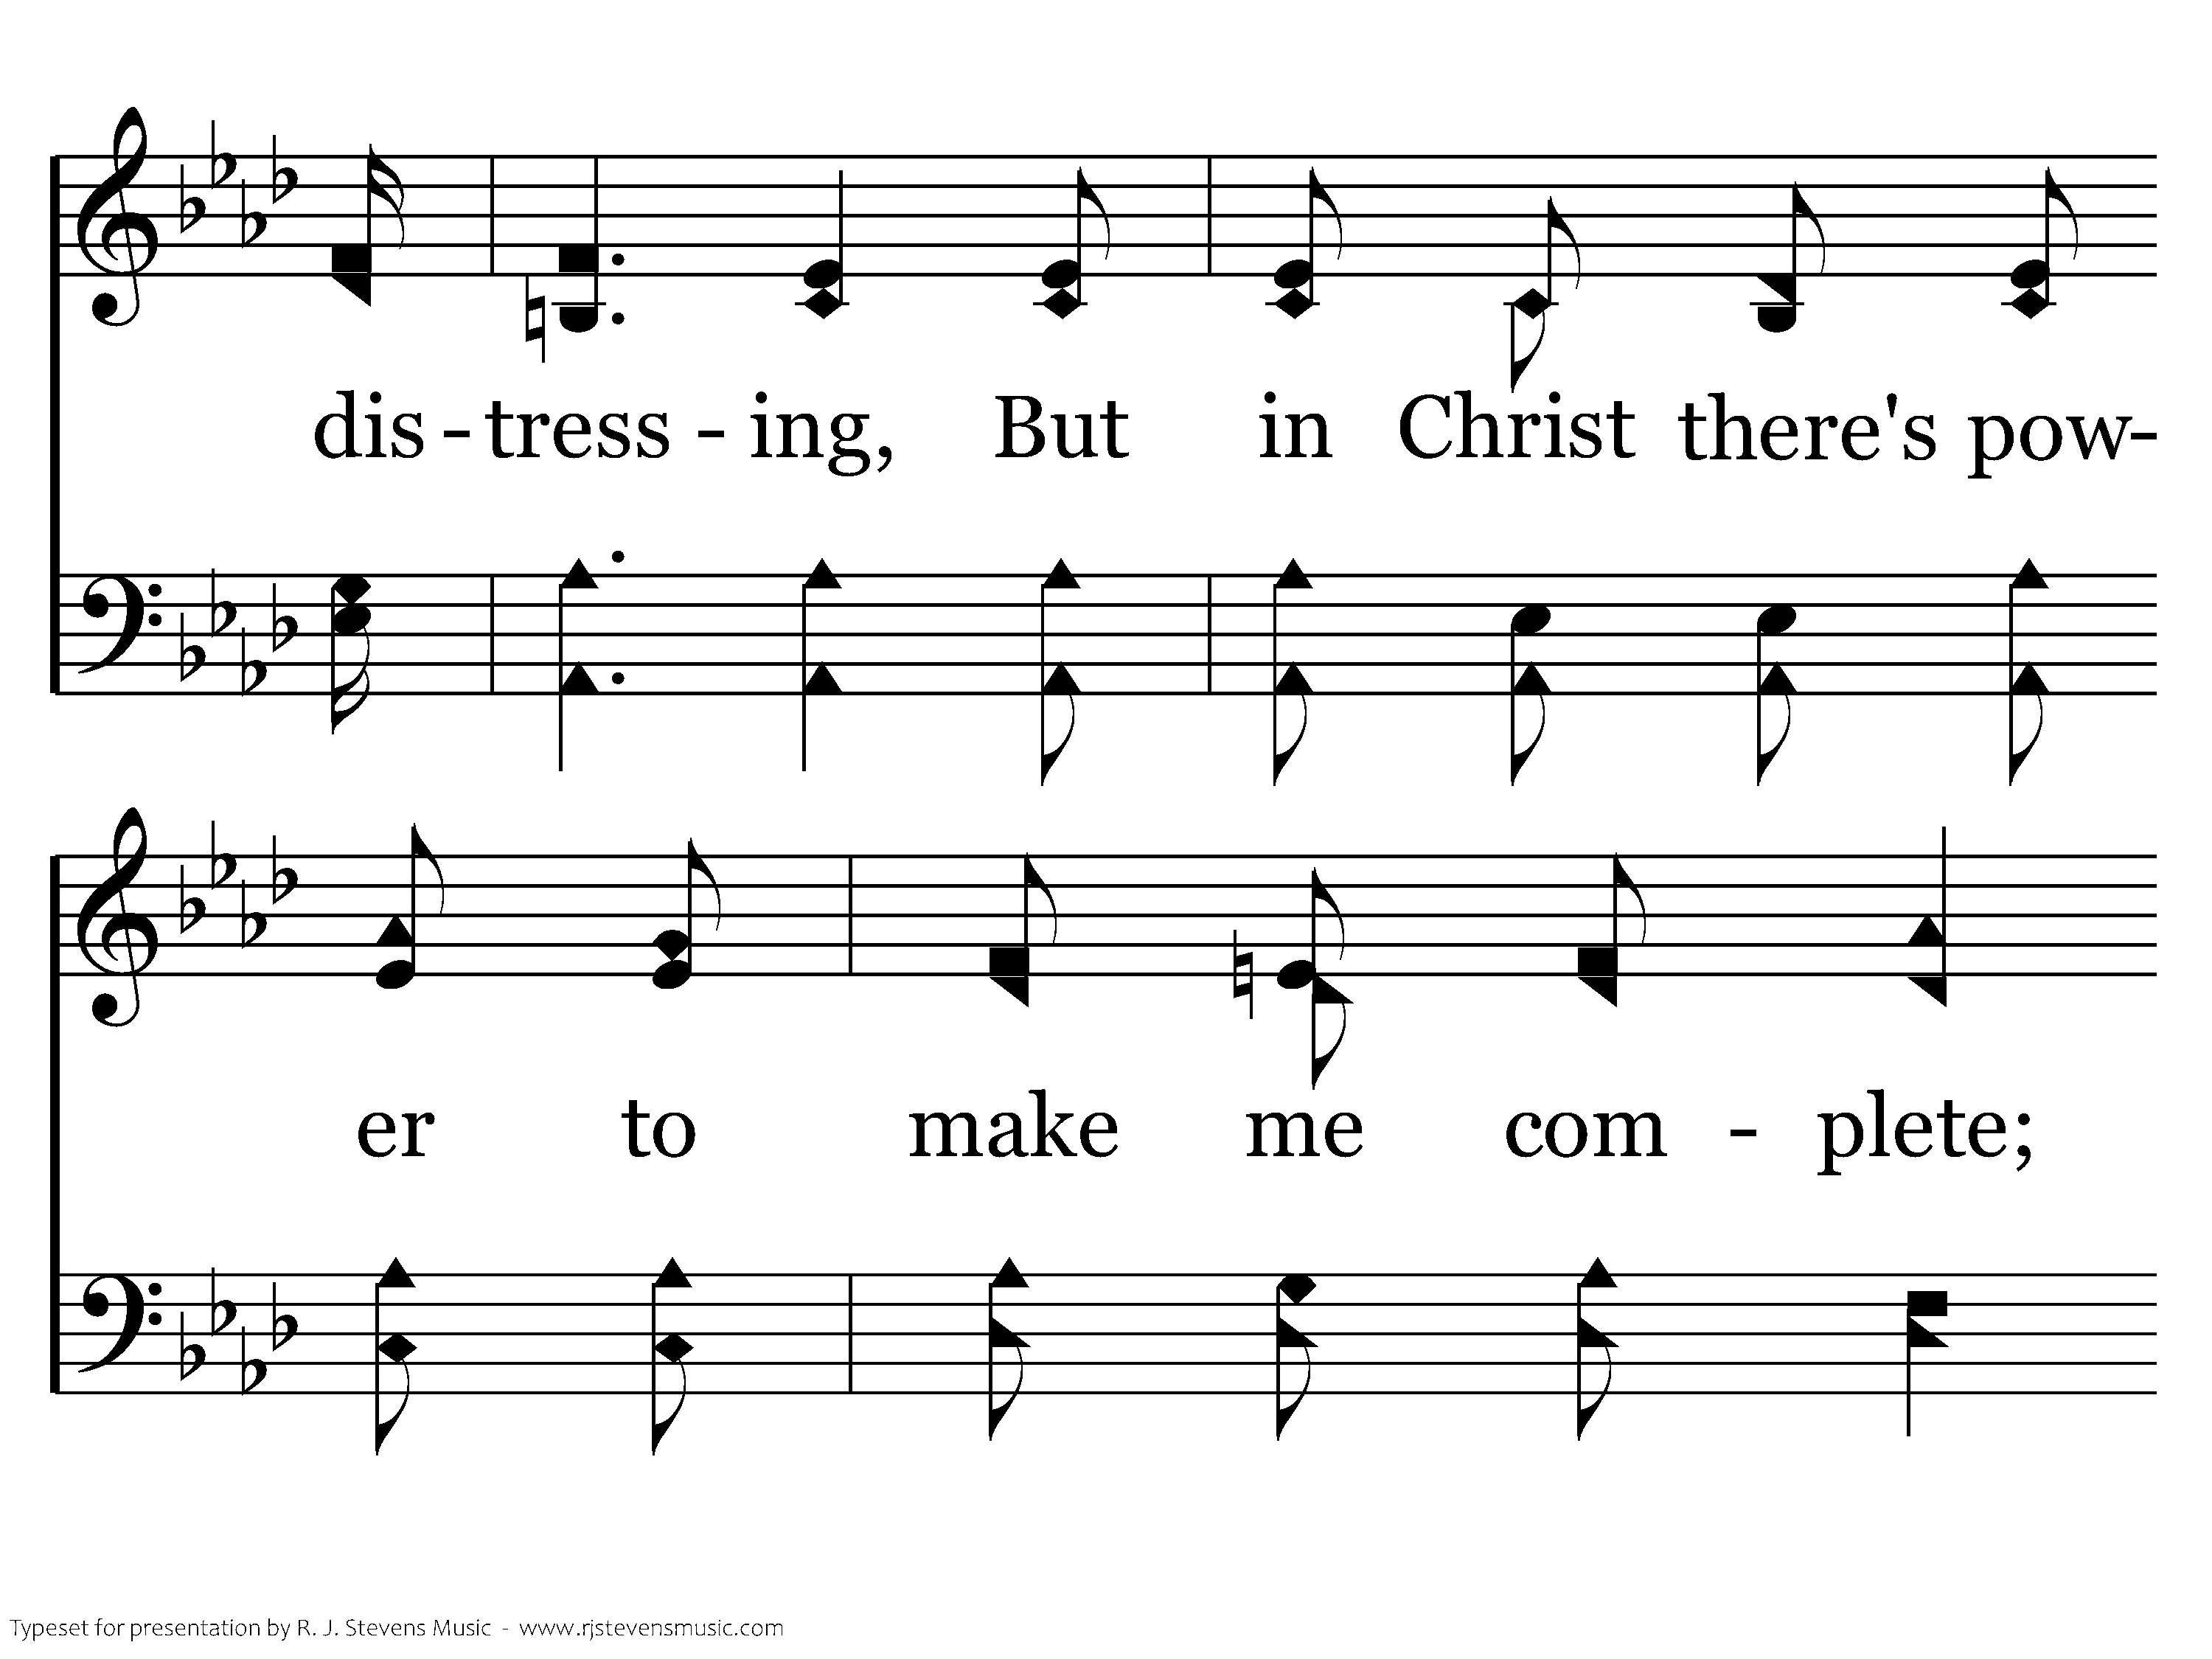 dis - tress - ing, But in Christ there's pow-
er to make me com - plete;
Typeset for presentation by R. J. Stevens Music - www.rjstevensmusic.com